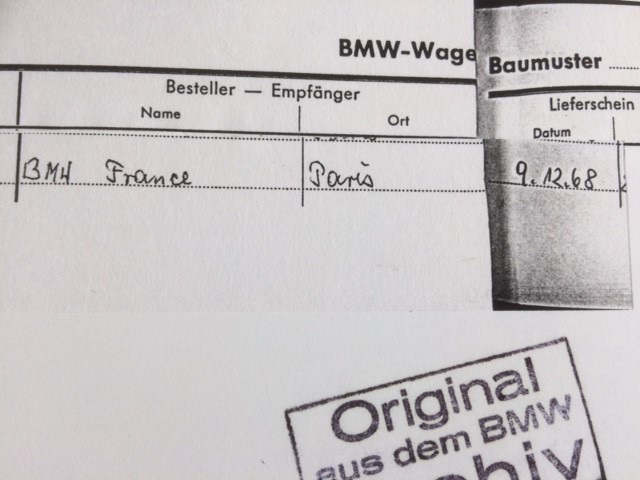 BMW-Wage
Baumuster
Besteller — Empfänger
Lieferschein
Name
Ort
Datum
BMW France
Paris
9.12.68
Original
aus dem BMW